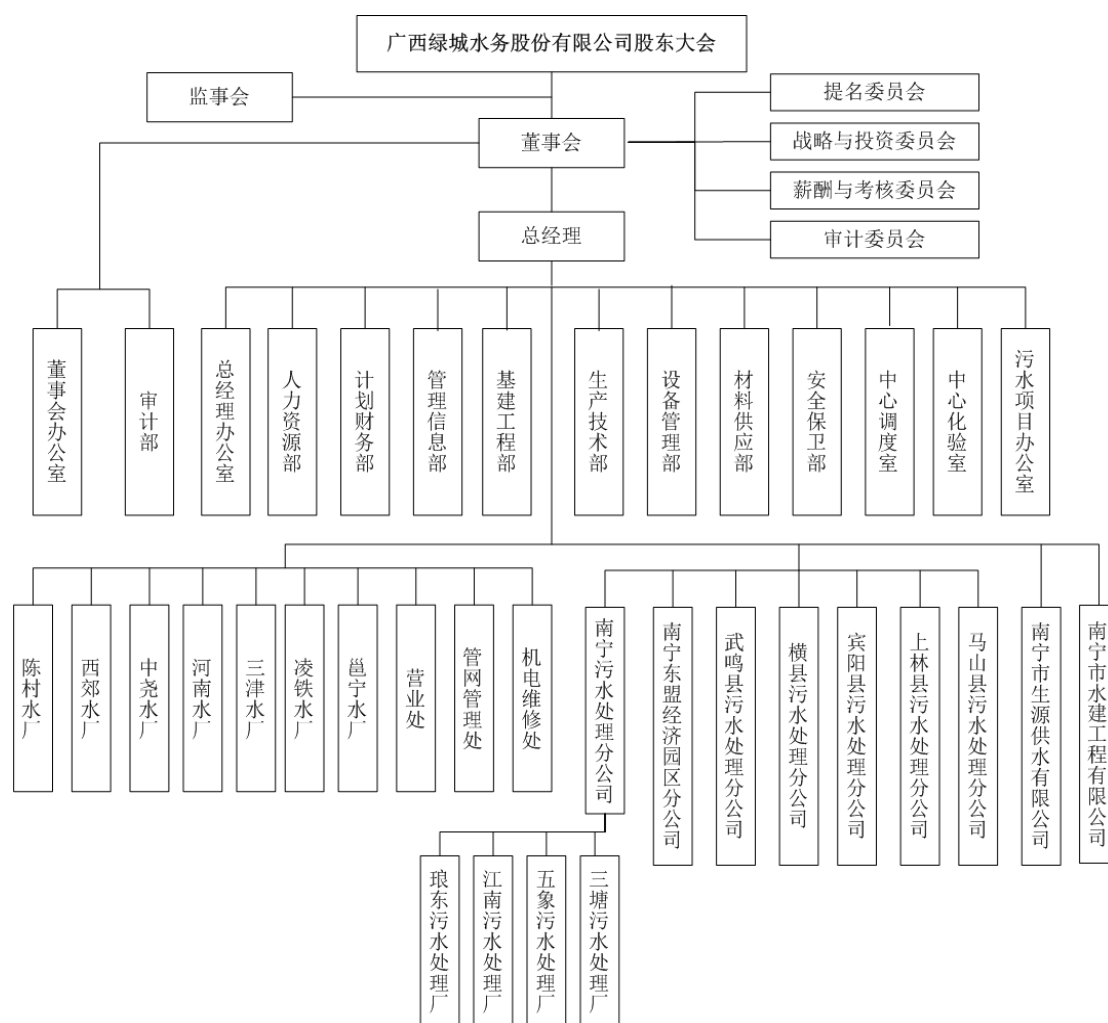 广西绿城水务股份有限公司股东大会
监事会
提名委员会
董事会
战略与投资委员会
薪酬与考核委员会
总经理
审计委员会
董事会办公室
审计部
总经理办公室
人力资源部
计划财务部
管理信息部
基建工程部
生产技术部
设备管理部
材料供应部
安全保卫部
中心调度室
中心化验室
污水项目办公室
陈村水厂
西郊水厂
中尧水厂
河南水厂
三津水厂
凌铁水厂
邕宁水厂
营业处
管网管理处
机电维修处
南宁污水处理分公司
南宁东盟经济园区分公司
武鸣县污水处理分公司
横县污水处理分公司
宾阳县污水处理分公司
上林县污水处理分公司
马山县污水处理分公司
南宁市生源供水有限公司
南宁市水建工程有限公司
琅东污水处理厂
江南污水处理厂
五象污水处理厂
三塘污水处理厂